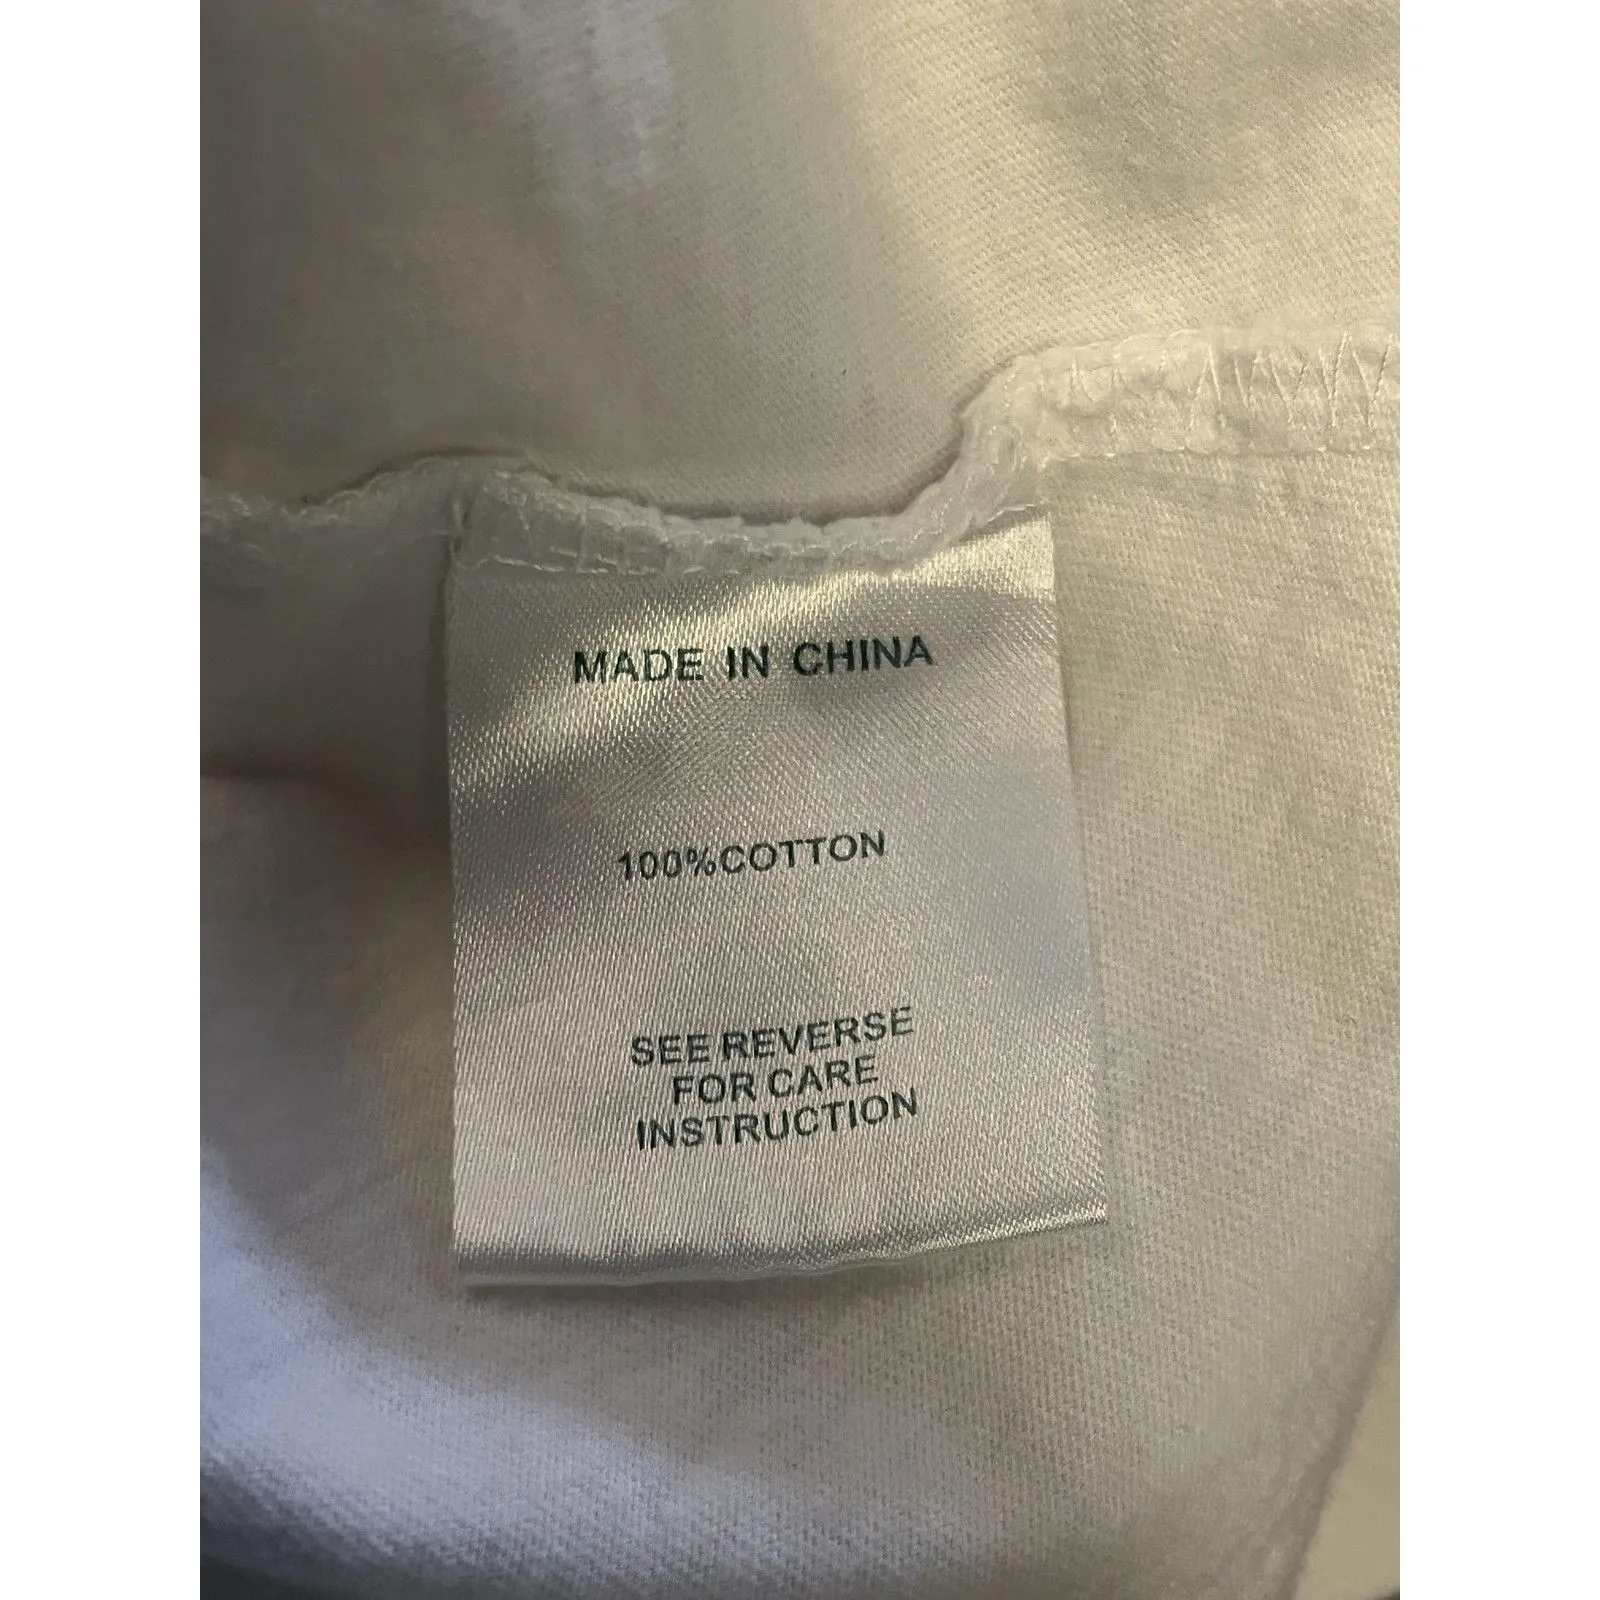 MADE IN CHINA
100%COTTON
SEE REVERSE
FOR CARE
INSTRUCTION